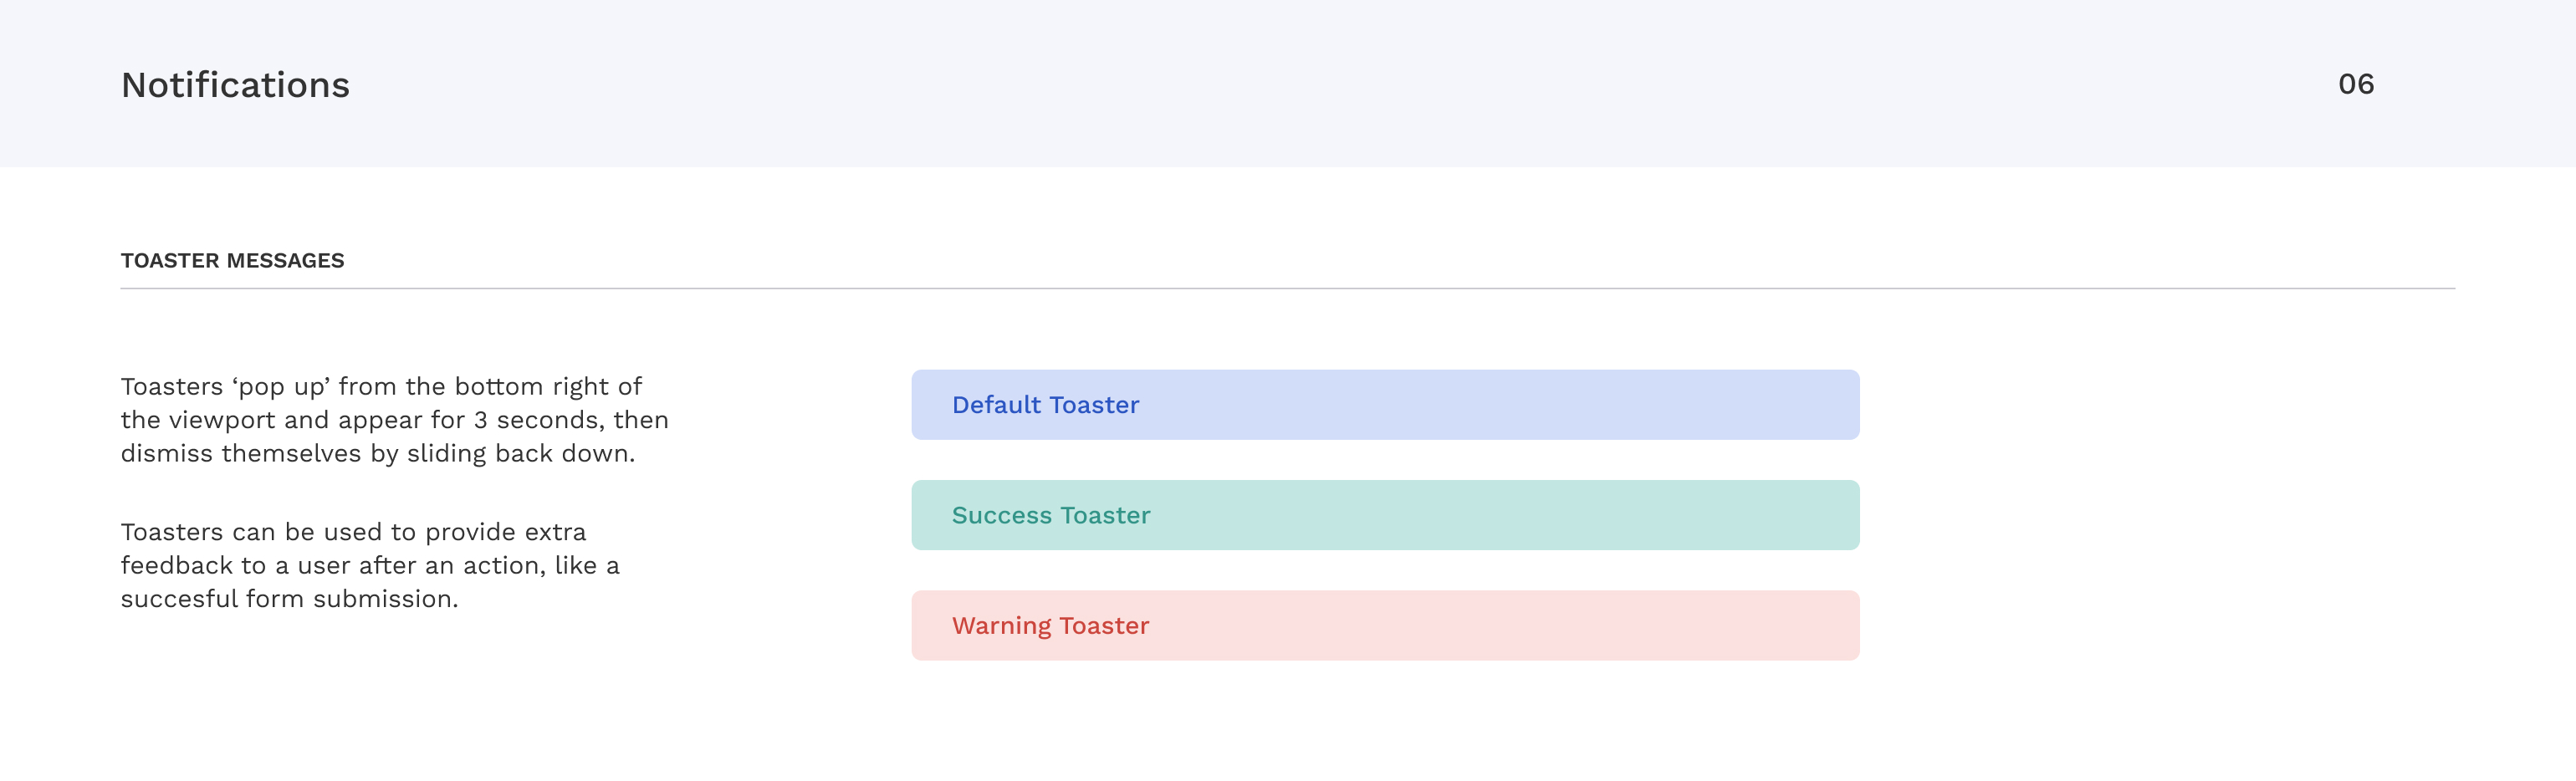 Notifications
06
TOASTER MESSAGES
Toasters ‘pop up’ from the bottom right of
the viewport and appear for 3 seconds, then
dismiss themselves by sliding back down.
Toasters can be used to provide extra
feedback to a user after an action, like a
succesful form submission.
Default Toaster
Success Toaster
Warning Toaster